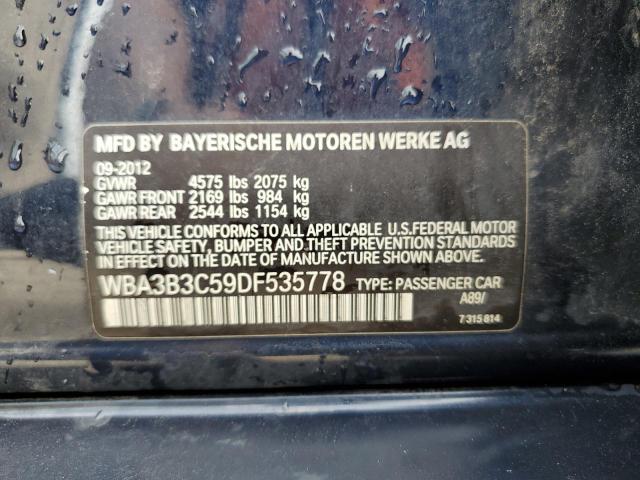 MFD BY BAYERISCHE MOTOREN WERKE AG
09-2012
GVWR 4575 lbs 2075 kg
GAWR FRONT 2169 lbs 984 kg
GAWR REAR 2544 lbs 1154 kg
THIS VEHICLE CONFORMS TO ALL APPLICABLE U.S.FEDERAL MOTOR
VEHICLE SAFETY, BUMPER AND THEFT PREVENTION STANDARDS
IN EFFECT ON THE DATE OF MANUFACTURE SHOWN ABOVE.
WBA3B3C59DF535778 TYPE: PASSENGER CAR
A89/
7 315 814